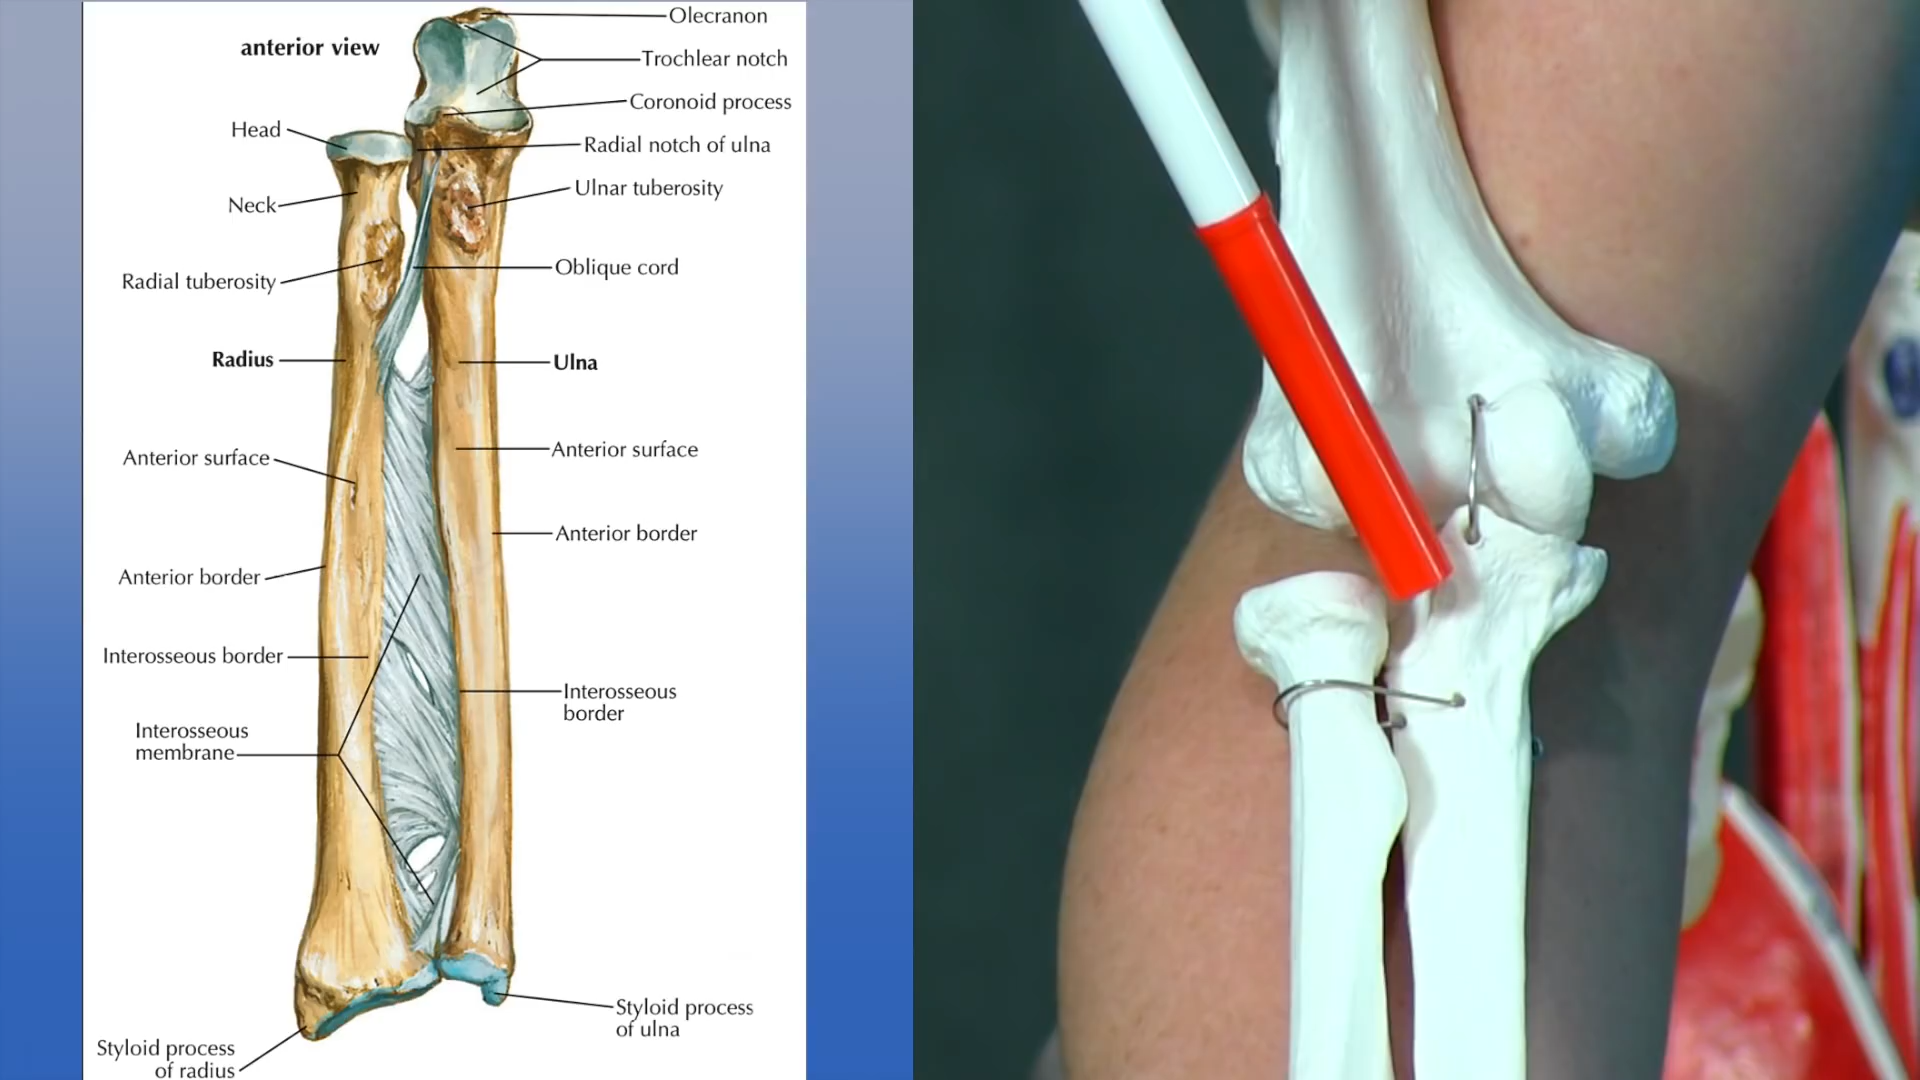 anterior view
Olecranon
Trochlear notch
Coronoid process
Head
Radial notch of ulna
Ulnar tuberosity
Neck
Oblique cord
Radial tuberosity
Radius
Ulna
Anterior surface
Anterior surface
Anterior border
Anterior border
Interosseous border
Interosseous
border
Interosseous
membrane
Styloid process
of ulna
Styloid process
of radius